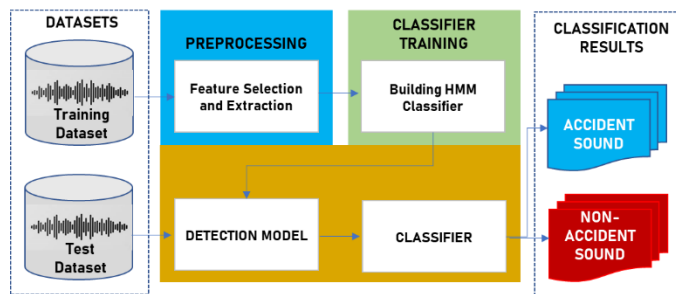 DATASETS
Training
Dataset
Test
Dataset
PREPROCESSING
Feature Selection
and Extraction
CLASSIFIER
TRAINING
Building HMM
Classifier
DETECTION MODEL
CLASSIFIER
CLASSIFICATION
RESULTS
ACCIDENT
SOUND
NON-
ACCIDENT
SOUND